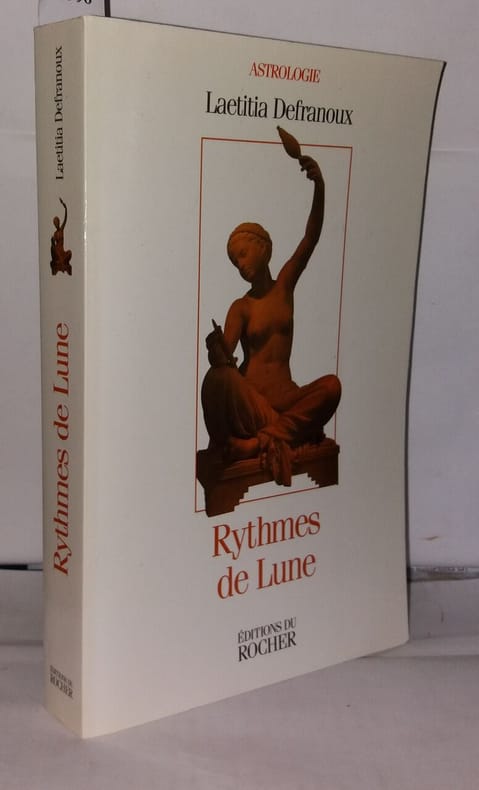 ASTROLOGIE
Laetitia Defranoux
Rythmes
de Lune
ÉDITIONS DU
ROCHER
Laetitia Defranoux
Rythmes de Lune
ÉDITIONS DU
ROCHER